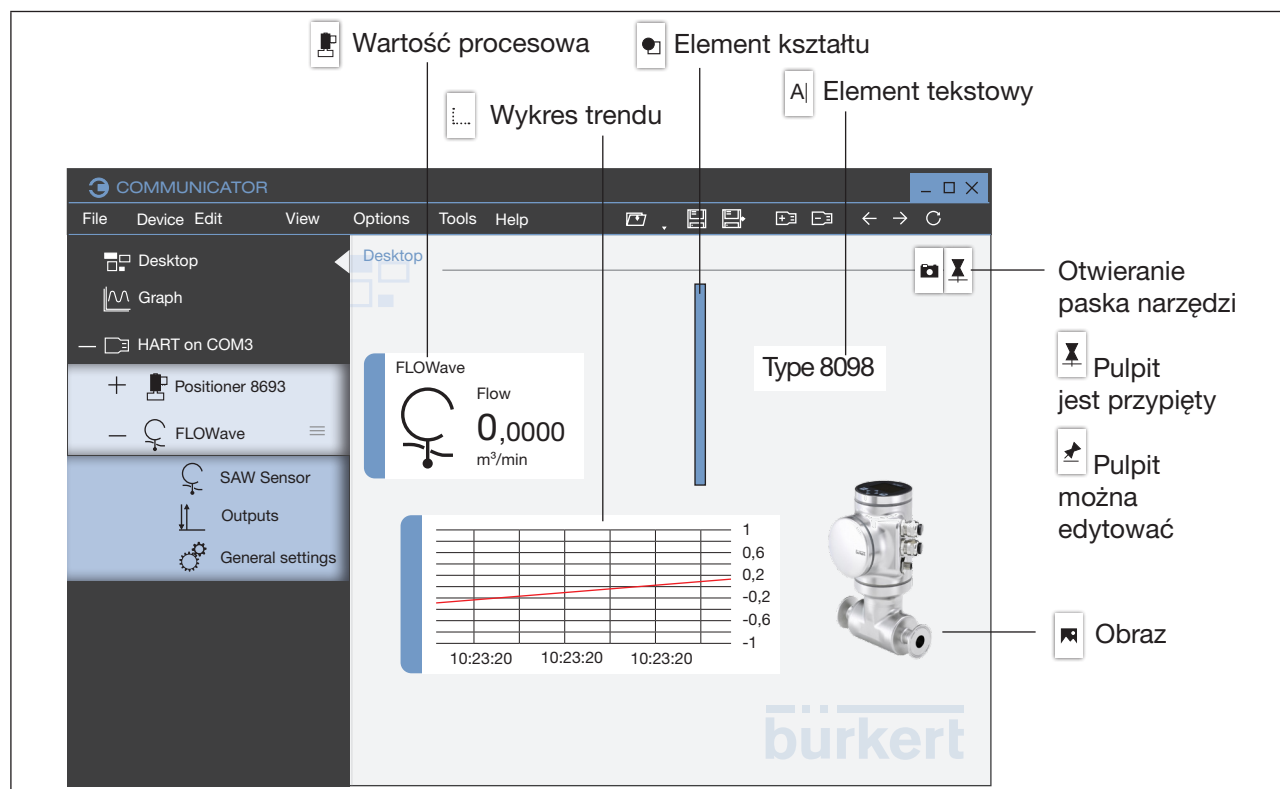 Wartość procesowa
Element kształtu
A| Element tekstowy
Wykres trendu
COMMUNICATOR
File Device Edit View Options Tools Help
Desktop
Graph
HART on COM3
Positioner 8693
FLOWave
SAW Sensor
Outputs
General settings
Desktop
FLOWave
Flow
0,0000
m³/min
Type 8098
1
0,6
0,2
-0,2
-0,6
-1
10:23:20 10:23:20 10:23:20
bürkert
Otwieranie
paska narzędzi
Pulpit
jest przypięty
Pulpit
można
edytować
Obraz